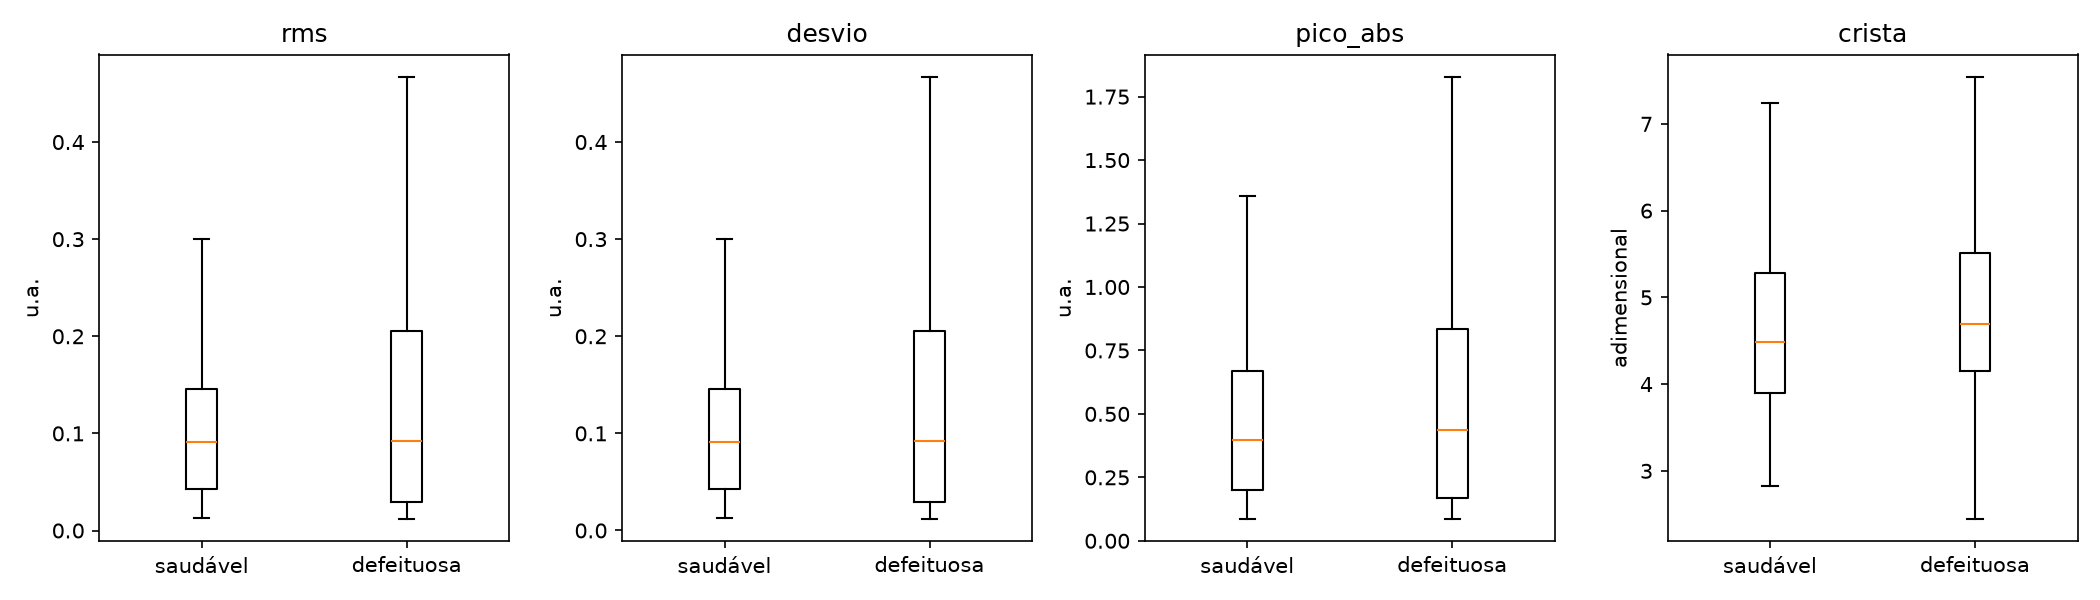 rms
u.a.
0.4
0.3
0.2
0.1
0.0
saudável
defeituosa
desvio
u.a.
0.4
0.3
0.2
0.1
0.0
saudável
defeituosa
pico_abs
u.a.
1.75
1.50
1.25
1.00
0.75
0.50
0.25
0.00
saudável
defeituosa
crista
adimensional
7
6
5
4
3
saudável
defeituosa